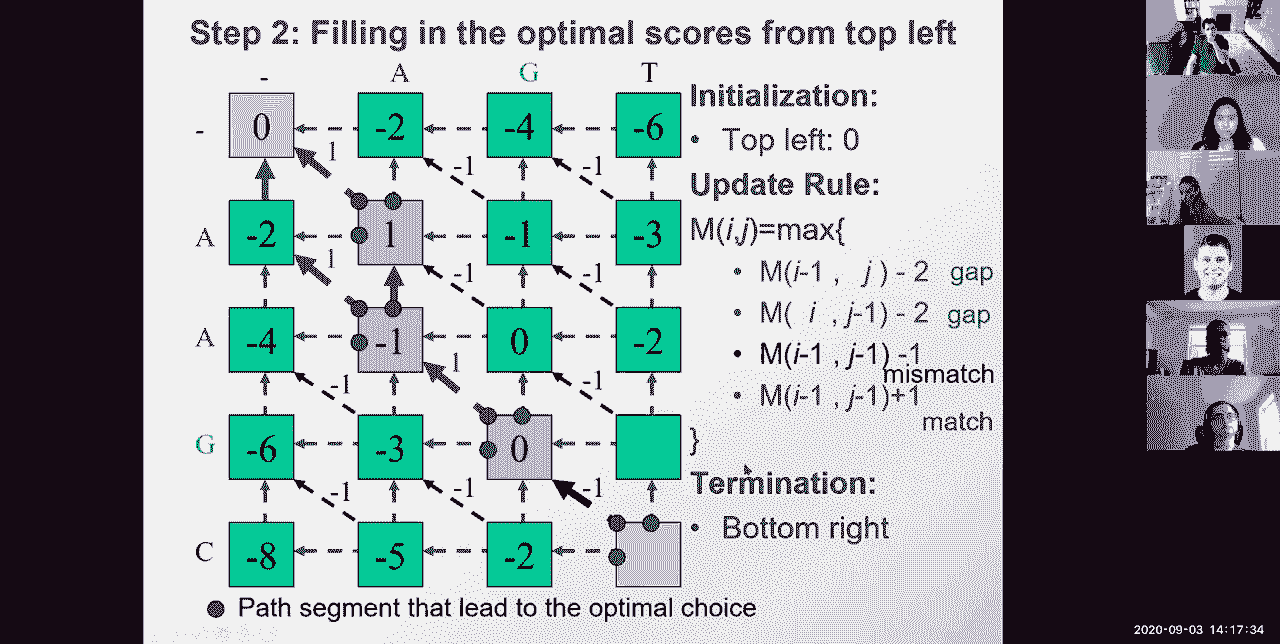 Step 2: Filling in the optimal scores from top left
- A G T
- 0 -2 -4 -6
1 -1 -1
A -2 1 -1 -3
1 -1 -1
A -4 -1 0 -2
-1 1 -1
G -6 -3 0
-1 -1 -1
C -8 -5 -2
Initialization:
• Top left: 0
Update Rule:
M(i,j)=max{
• M(i-1 , j ) - 2 gap
• M( i , j-1) - 2 gap
• M(i-1 , j-1) -1
mismatch
• M(i-1 , j-1)+1
match
}
Termination:
• Bottom right
Path segment that lead to the optimal choice
2020-09-03 14:17:34